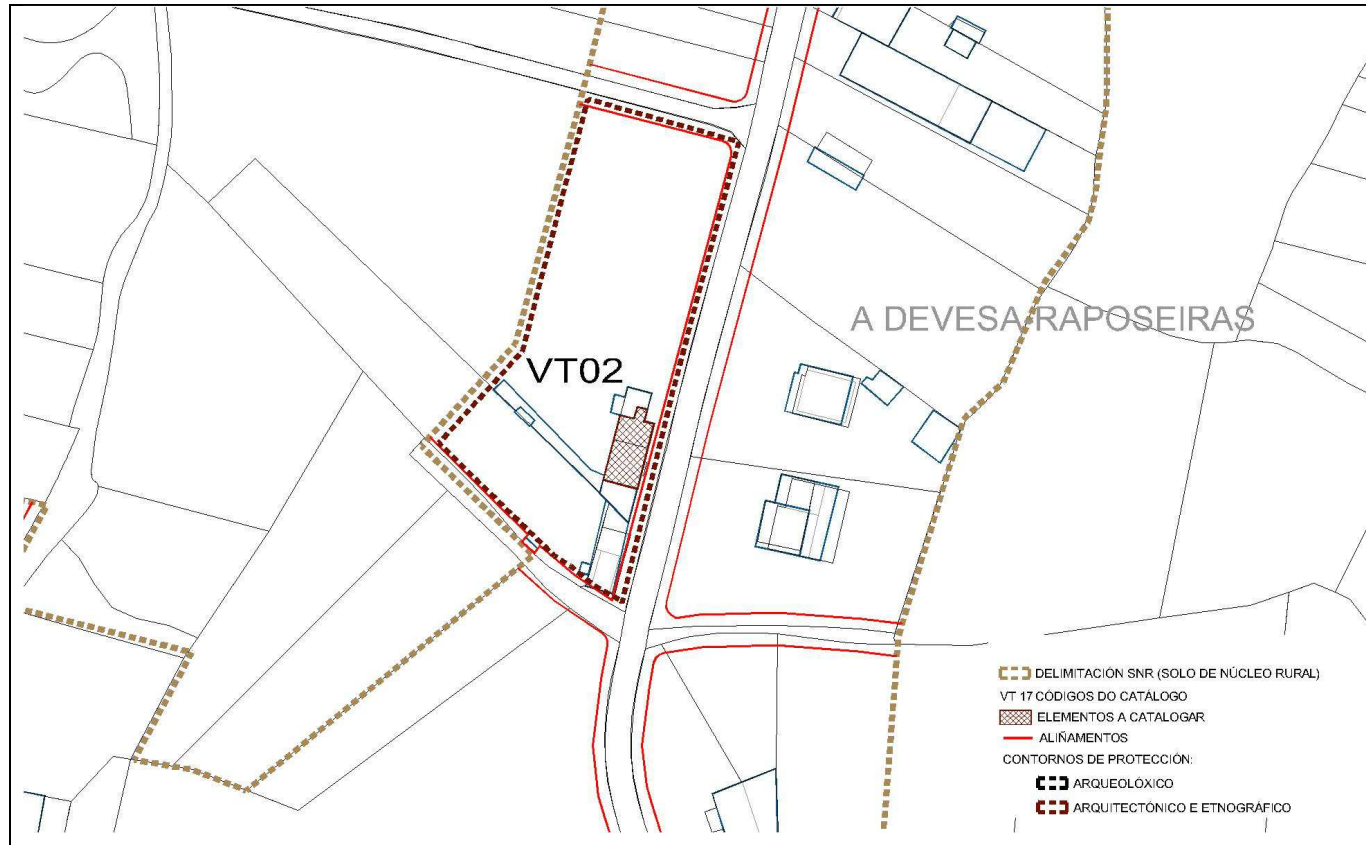 A DEVESA-RAPOSEIRAS
VT02
DELIMITACIÓN SNR (SOLO DE NÚCLEO RURAL)
VT 17 CÓDIGOS DO CATÁLOGO
ELEMENTOS A CATALOGAR
ALIÑAMENTOS
CONTORNOS DE PROTECCIÓN:
ARQUEOLÓXICO
ARQUITECTÓNICO E ETNOGRÁFICO